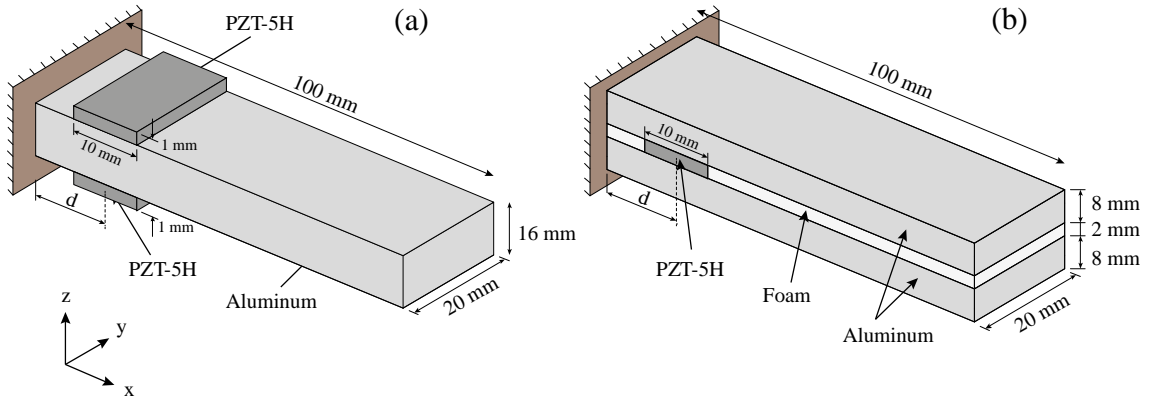 (a)
PZT-5H
100 mm
1 mm
10 mm
d
1 mm
PZT-5H
Aluminum
16 mm
20 mm
z
y
x
(b)
100 mm
10 mm
d
PZT-5H
Foam
Aluminum
8 mm
2 mm
8 mm
20 mm